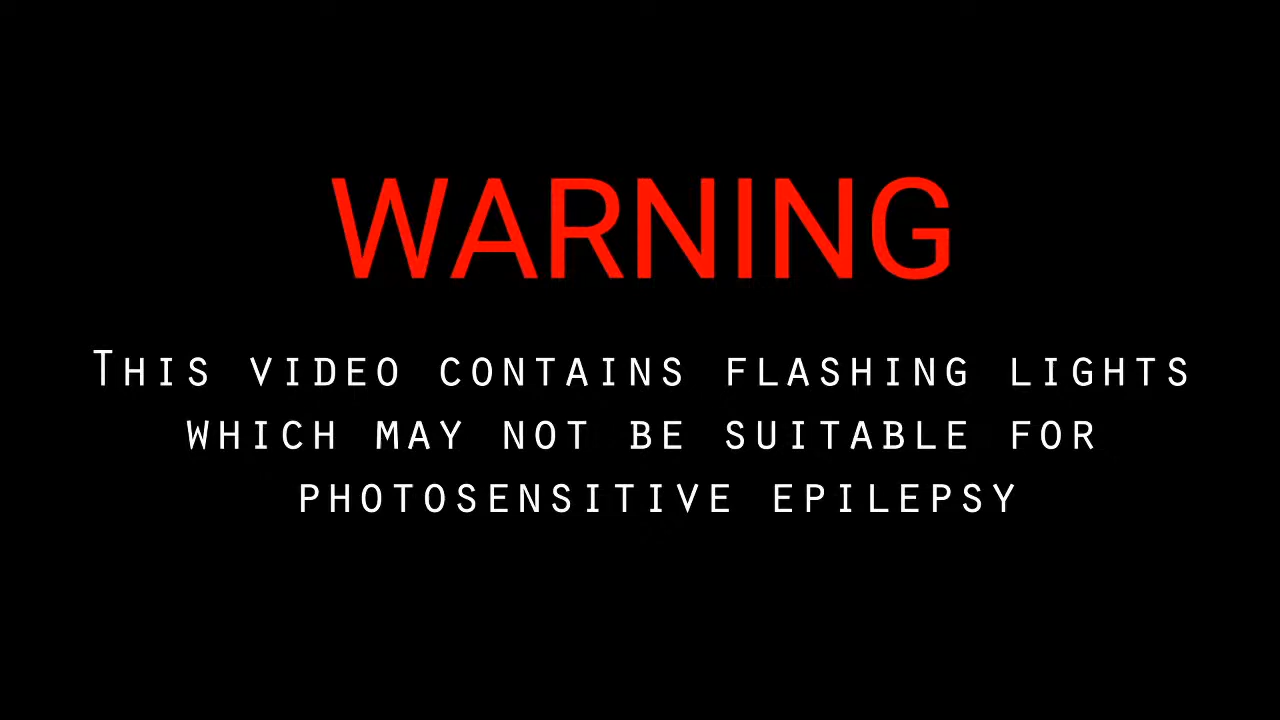 WARNING
This video contains flashing lights
which may not be suitable for
photosensitive epilepsy